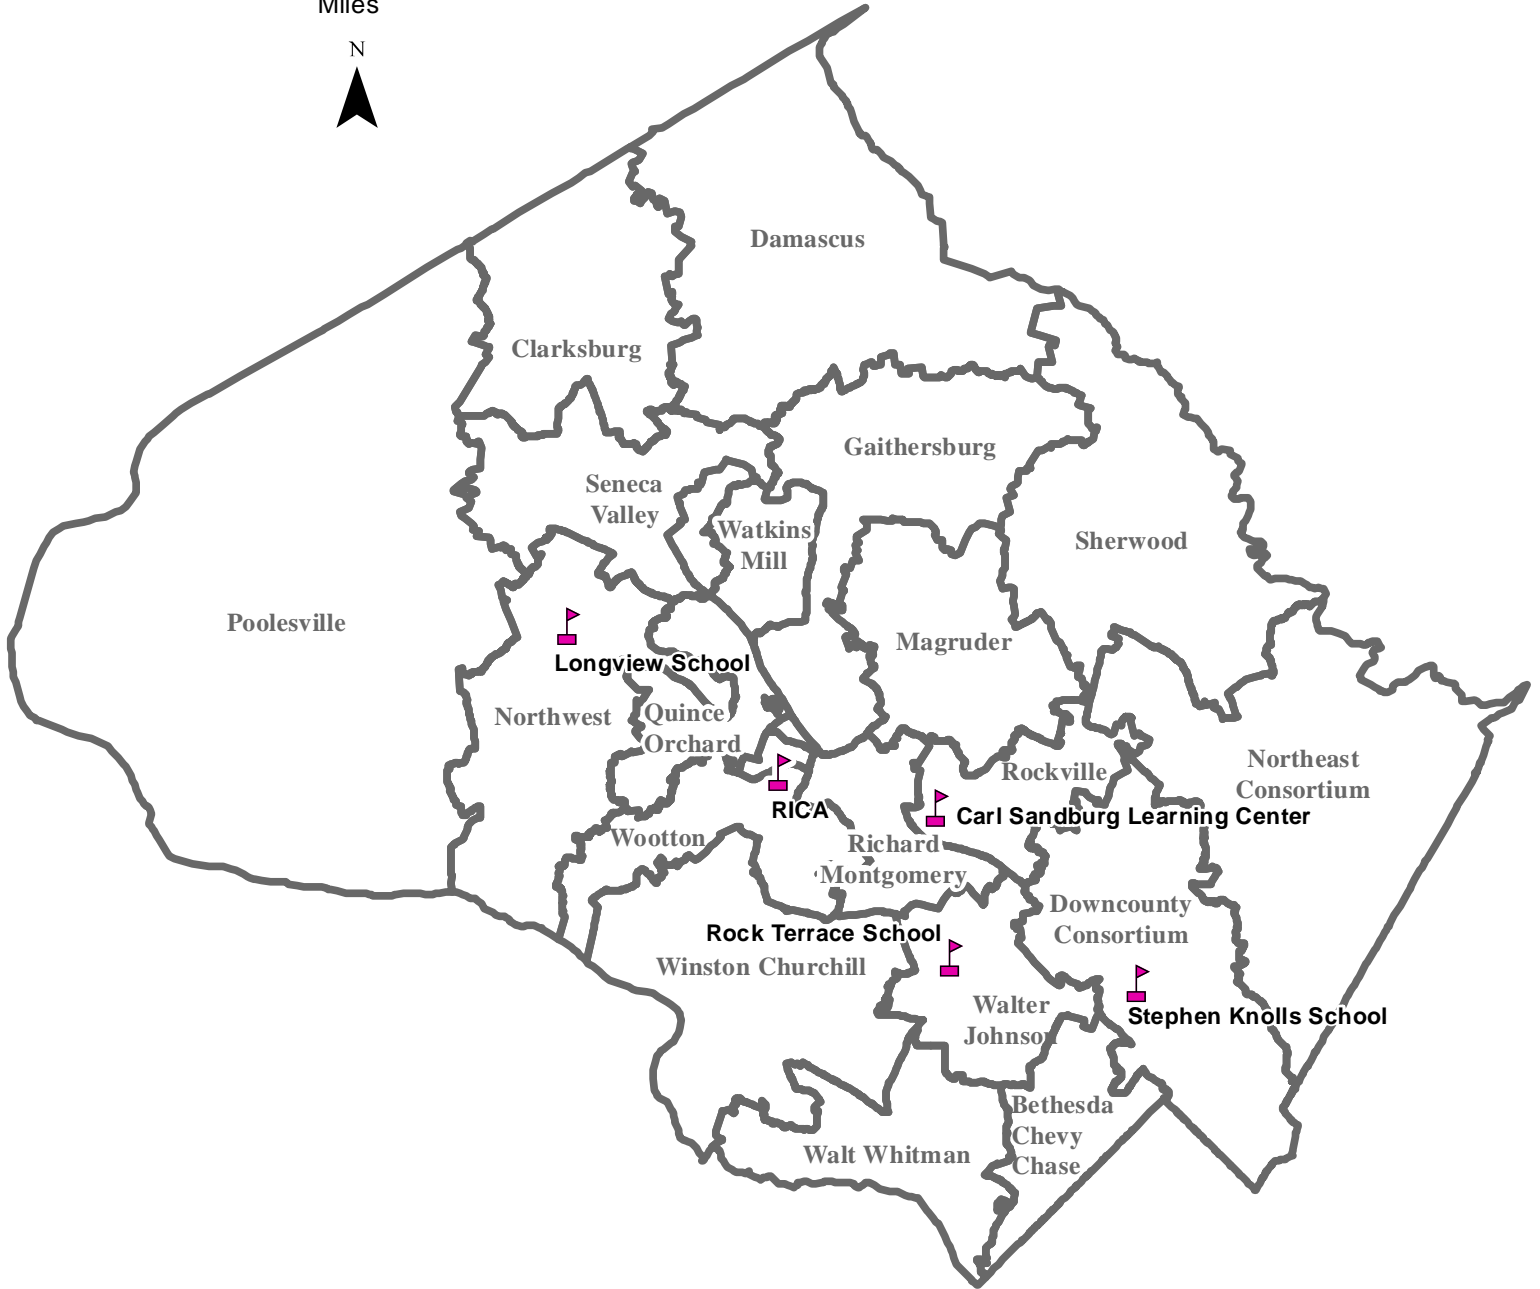 Miles
N
Damascus
Clarksburg
Gaithersburg
Seneca
Valley
Watkins
Mill
Sherwood
Poolesville
Magruder
Longview School
Northwest
Quince
Orchard
Northeast
Consortium
Rockville
RICA
Carl Sandburg Learning Center
Wootton
Richard
Montgomery
Downcounty
Consortium
Rock Terrace School
Winston Churchill
Walter
Johnson
Stephen Knolls School
Bethesda
Chevy
Chase
Walt Whitman